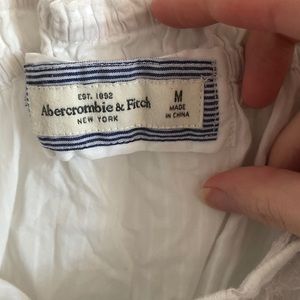 EST. 1892
Abercrombie & Fitch
NEW YORK
M
MADE
IN CHINA